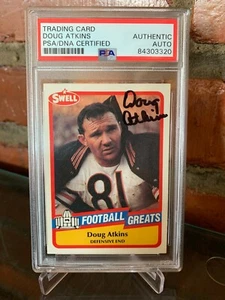 TRADING CARD
DOUG ATKINS
PSA/DNA CERTIFIED
AUTHENTIC
AUTO
PSA
84303320
SWELL
Doug
Atkins
81
FOOTBALL GREATS
Doug Atkins
DEFENSIVE END